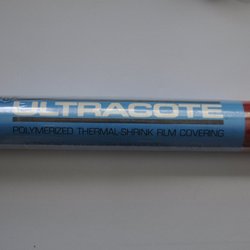 ULTRACOTE
POLYMERIZED THERMAL-SHRINK FILM COVERING